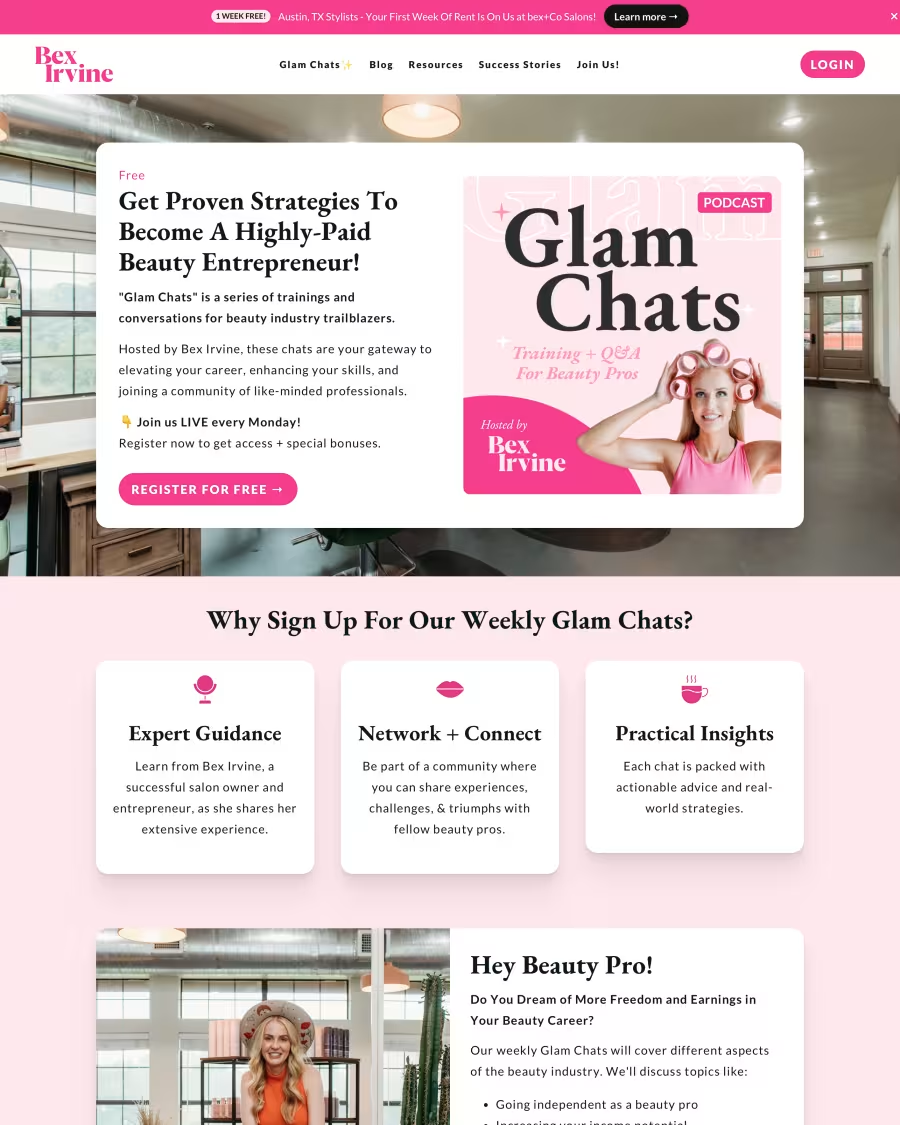 1 WEEK FREE!
Austin, TX Stylists - Your First Week Of Rent Is On Us at bex+Co Salons!
Learn more →
×
Bex
Irvine
Glam Chats✨
Blog
Resources
Success Stories
Join Us!
LOGIN
Free
Get Proven Strategies To
Become A Highly-Paid
Beauty Entrepreneur!
"Glam Chats" is a series of trainings and
conversations for beauty industry trailblazers.
Hosted by Bex Irvine, these chats are your gateway to
elevating your career, enhancing your skills, and
joining a community of like-minded professionals.
👇 Join us LIVE every Monday!
Register now to get access + special bonuses.
REGISTER FOR FREE →
Glam
PODCAST
Glam
Chats
Training + Q&A
For Beauty Pros
Hosted by
Bex
Irvine
Why Sign Up For Our Weekly Glam Chats?
Expert Guidance
Learn from Bex Irvine, a
successful salon owner and
entrepreneur, as she shares her
extensive experience.
Network + Connect
Be part of a community where
you can share experiences,
challenges, & triumphs with
fellow beauty pros.
Practical Insights
Each chat is packed with
actionable advice and real-
world strategies.
Hey Beauty Pro!
Do You Dream of More Freedom and Earnings in
Your Beauty Career?
Our weekly Glam Chats will cover different aspects
of the beauty industry. We'll discuss topics like:
• Going independent as a beauty pro
• Increasing your income potential